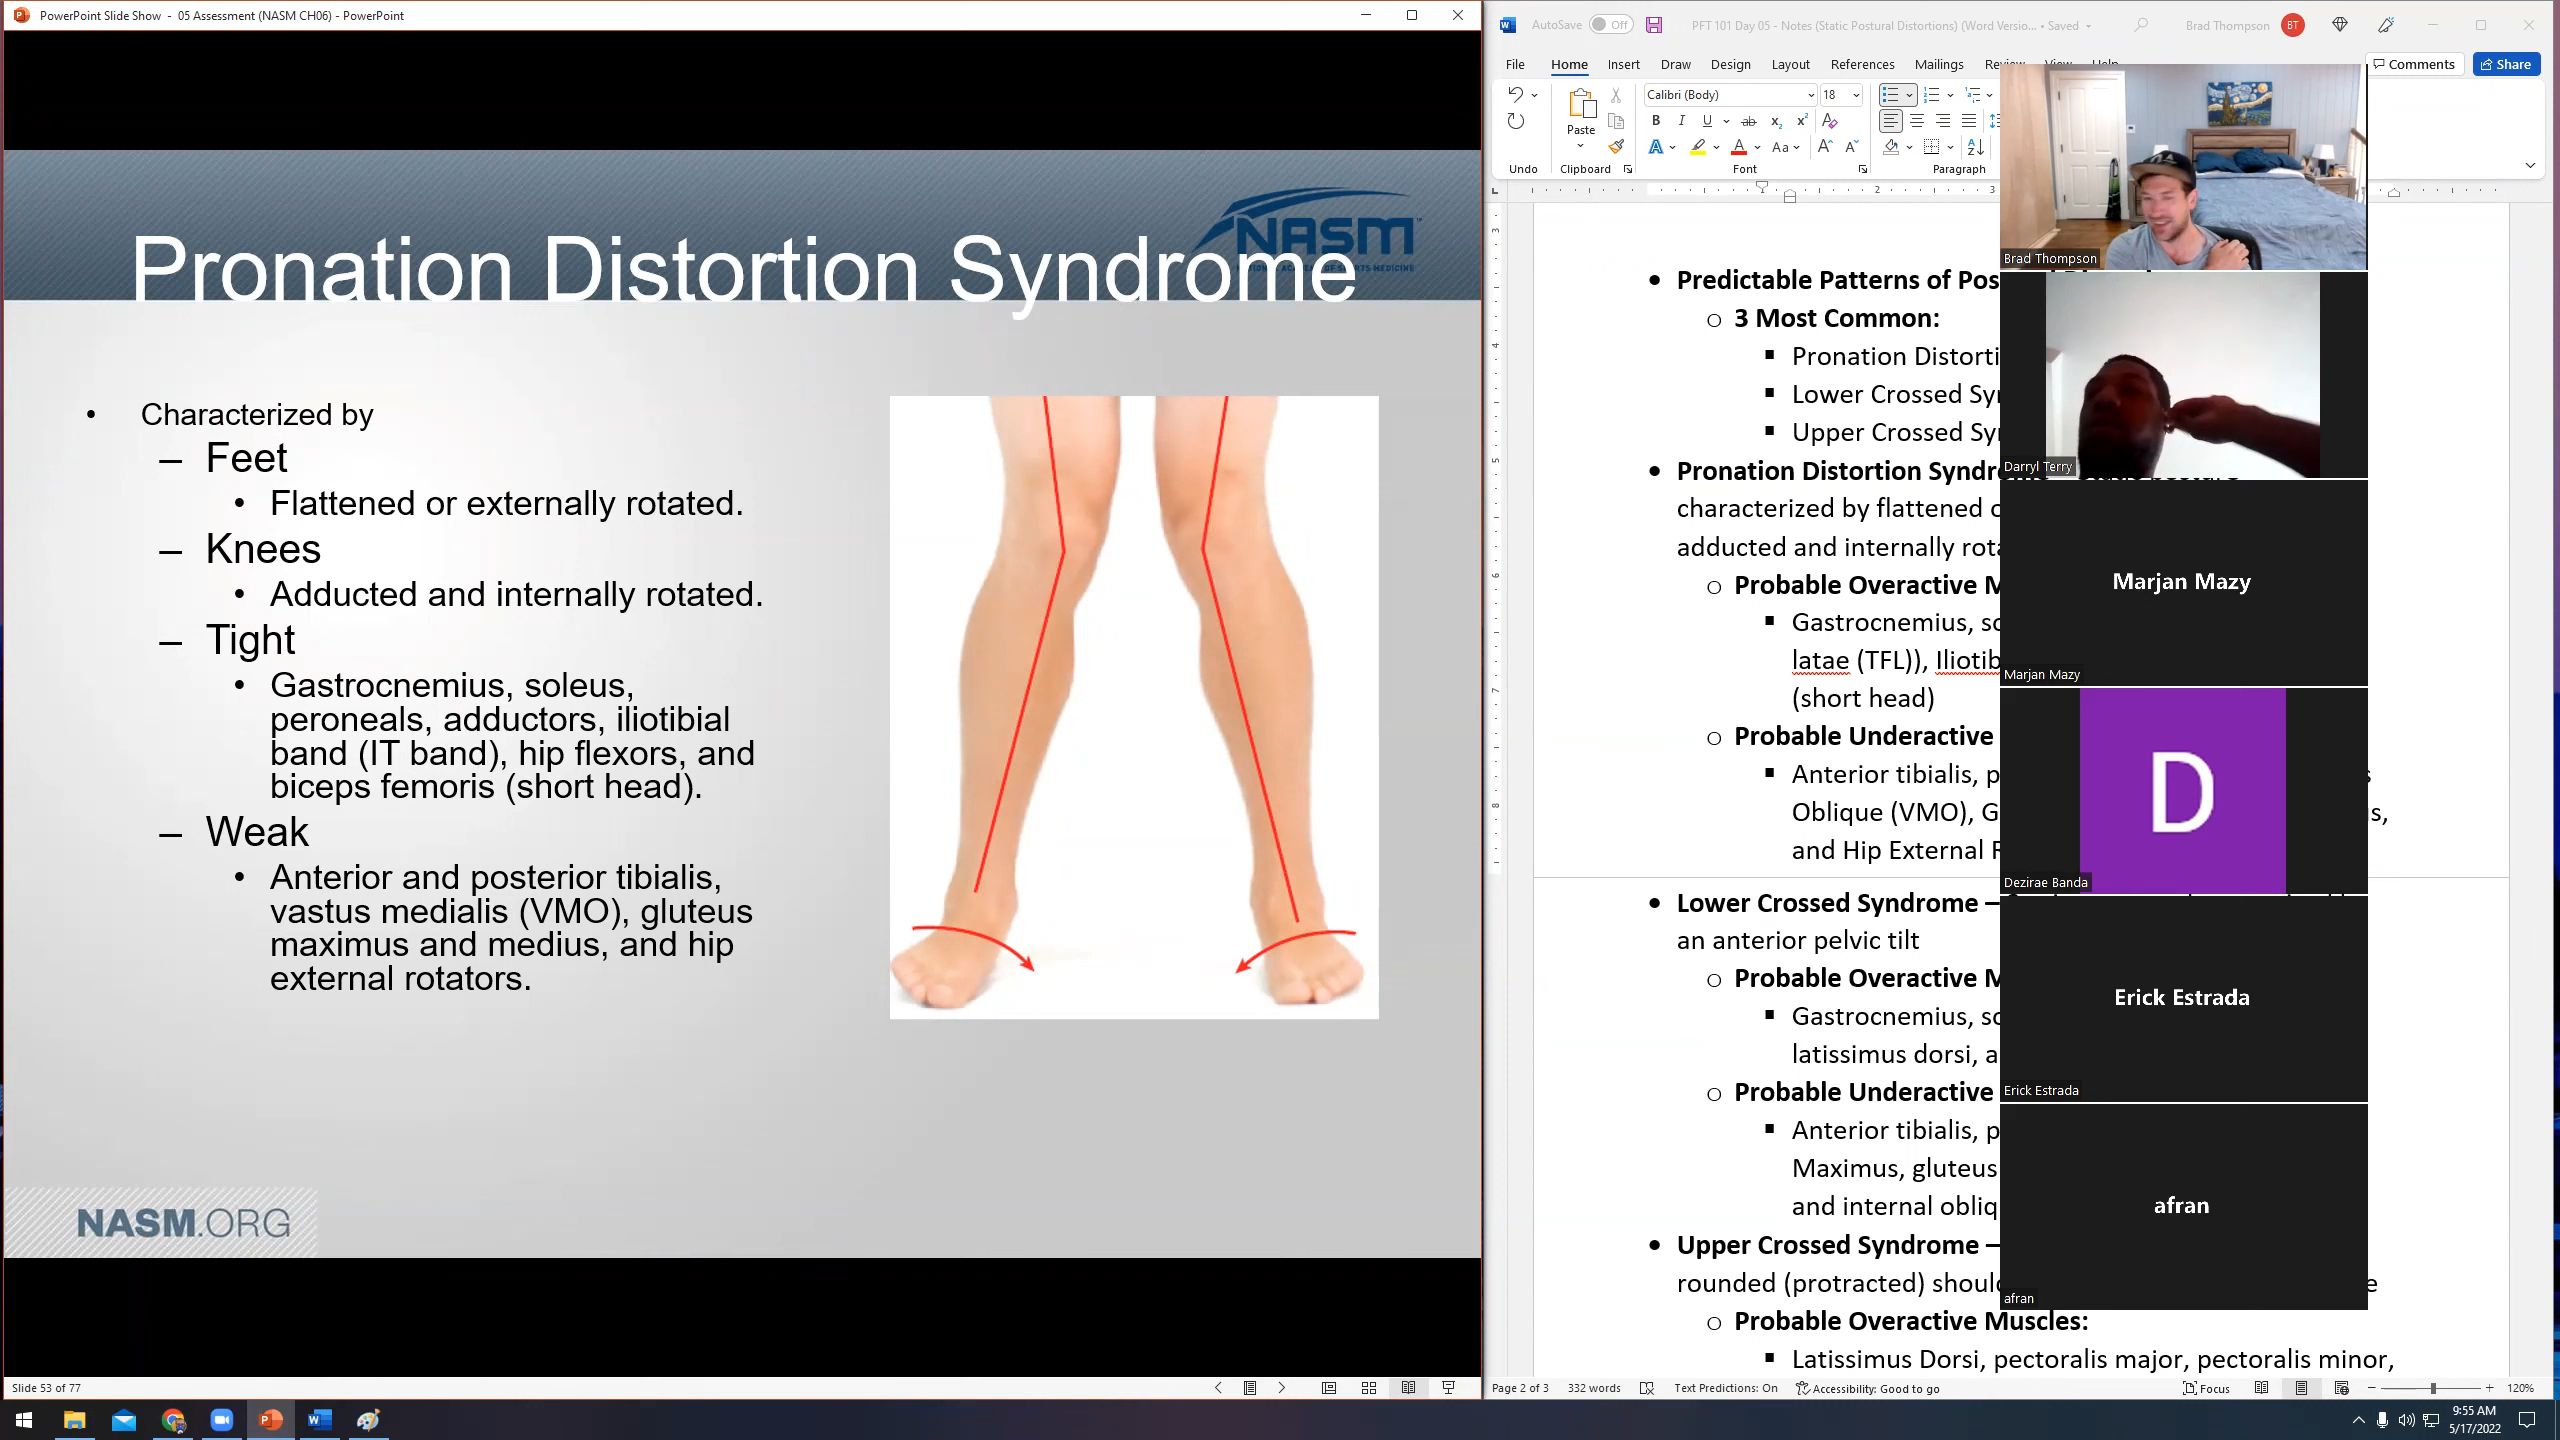 PowerPoint Slide Show - 05 Assessment (NASM CH06) - PowerPoint
NASM
Pronation Distortion Syndrome
• Characterized by
– Feet
• Flattened or externally rotated.
– Knees
• Adducted and internally rotated.
– Tight
• Gastrocnemius, soleus,
peroneals, adductors, iliotibial
band (IT band), hip flexors, and
biceps femoris (short head).
– Weak
• Anterior and posterior tibialis,
vastus medialis (VMO), gluteus
maximus and medius, and hip
external rotators.
NASM.ORG
Slide 53 of 77
AutoSave Off PFT 101 Day 05 - Notes (Static Postural Distortions) (Word Versio... • Saved Brad Thompson BT
File Home Insert Draw Design Layout References Mailings Review View Help Comments Share
Calibri (Body) 18
Paste
Undo Clipboard Font Paragraph
• Predictable Patterns of Pos
o 3 Most Common:
▪ Pronation Distorti
▪ Lower Crossed Syn
▪ Upper Crossed Syn
• Pronation Distortion Syndrome
characterized by flattened o
adducted and internally rota
o Probable Overactive M
▪ Gastrocnemius, so
latae (TFL)), Iliotib
(short head)
o Probable Underactive
▪ Anterior tibialis, p
Oblique (VMO), G
and Hip External R
• Lower Crossed Syndrome –
an anterior pelvic tilt
o Probable Overactive M
▪ Gastrocnemius, so
latissimus dorsi, a
o Probable Underactive
▪ Anterior tibialis, p
Maximus, gluteus
and internal obliq
• Upper Crossed Syndrome –
rounded (protracted) should
o Probable Overactive Muscles:
▪ Latissimus Dorsi, pectoralis major, pectoralis minor,
Brad Thompson
Darryl Terry
Marjan Mazy
Marjan Mazy
D
Dezirae Banda
Erick Estrada
Erick Estrada
afran
afran
Page 2 of 3 332 words Text Predictions: On Accessibility: Good to go Focus 120%
9:55 AM
5/17/2022